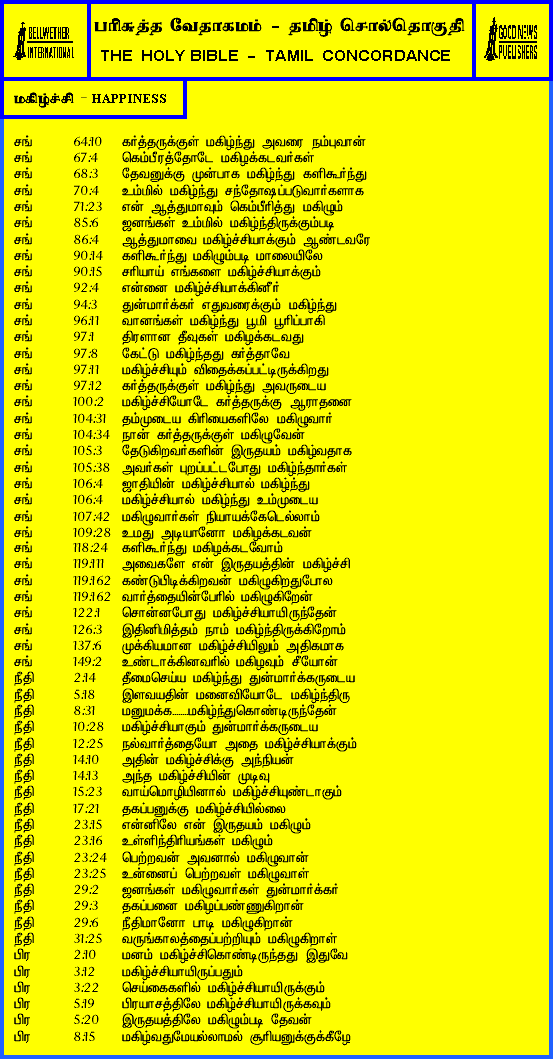 BELLWETHER
INTERNATIONAL
பரிசுத்த வேதாகமம் - தமிழ் சொல்தொகுதி
THE HOLY BIBLE - TAMIL CONCORDANCE
GOOD NEWS
PUBLISHERS
மகிழ்ச்சி - HAPPINESS
சங் 64:10 கர்த்தருக்குள் மகிழ்ந்து அவரை நம்புவான்
சங் 67:4 கெம்பீரத்தோடே மகிழக்கடவர்கள்
சங் 68:3 தேவனுக்கு முன்பாக மகிழ்ந்து களிகூர்ந்து
சங் 70:4 உம்மில் மகிழ்ந்து சந்தோஷப்படுவார்களாக
சங் 71:23 என் ஆத்துமாவும் கெம்பீரித்து மகிழும்
சங் 85:6 ஜனங்கள் உம்மில் மகிழ்ந்திருக்கும்படி
சங் 86:4 ஆத்துமாவை மகிழ்ச்சியாக்கும் ஆண்டவரே
சங் 90:14 களிகூர்ந்து மகிழும்படி மாலையிலே
சங் 90:15 சரியாய் எங்களை மகிழ்ச்சியாக்கும்
சங் 92:4 என்னை மகிழ்ச்சியாக்கினீர்
சங் 94:3 துன்மார்க்கர் எதுவரைக்கும் மகிழ்ந்து
சங் 96:11 வானங்கள் மகிழ்ந்து பூமி பூரிப்பாகி
சங் 97:1 திரளான தீவுகள் மகிழக்கடவது
சங் 97:8 கேட்டு மகிழ்ந்தது கர்த்தாவே
சங் 97:11 மகிழ்ச்சியும் விதைக்கப்பட்டிருக்கிறது
சங் 97:12 கர்த்தருக்குள் மகிழ்ந்து அவருடைய
சங் 100:2 மகிழ்ச்சியோடே கர்த்தருக்கு ஆராதனை
சங் 104:31 தம்முடைய கிரியைகளிலே மகிழுவார்
சங் 104:34 நான் கர்த்தருக்குள் மகிழுவேன்
சங் 105:3 தேடுகிறவர்களின் இருதயம் மகிழ்வதாக
சங் 105:38 அவர்கள் புறப்பட்டபோது மகிழ்ந்தார்கள்
சங் 106:4 ஜாதியின் மகிழ்ச்சியால் மகிழ்ந்து
சங் 106:4 மகிழ்ச்சியால் மகிழ்ந்து உம்முடைய
சங் 107:42 மகிழுவார்கள் நியாயக்கேடெல்லாம்
சங் 109:28 உமது அடியானோ மகிழக்கடவன்
சங் 118:24 களிகூர்ந்து மகிழக்கடவோம்
சங் 119:111 அவைகளே என் இருதயத்தின் மகிழ்ச்சி
சங் 119:162 கண்டுபிடிக்கிறவன் மகிழுகிறதுபோல
சங் 119:162 வார்த்தையின்பேரில் மகிழுகிறேன்
சங் 122:1 சொன்னபோது மகிழ்ச்சியாயிருந்தேன்
சங் 126:3 இதினிமித்தம் நாம் மகிழ்ந்திருக்கிறோம்
சங் 137:6 முக்கியமான மகிழ்ச்சியிலும் அதிகமாக
சங் 149:2 உண்டாக்கினவரில் மகிழவும் சீயோன்
நீதி 2:14 தீமைசெய்ய மகிழ்ந்து துன்மார்க்கருடைய
நீதி 5:18 இளவயதின் மனைவியோடே மகிழ்ந்திரு
நீதி 8:31 மனுமக்க.......மகிழ்ந்துகொண்டிருந்தேன்
நீதி 10:28 மகிழ்ச்சியாகும் துன்மார்க்கருடைய
நீதி 12:25 நல்வார்த்தையோ அதை மகிழ்ச்சியாக்கும்
நீதி 14:10 அதின் மகிழ்ச்சிக்கு அந்நியன்
நீதி 14:13 அந்த மகிழ்ச்சியின் முடிவு
நீதி 15:23 வாய்மொழியினால் மகிழ்ச்சியுண்டாகும்
நீதி 17:21 தகப்பனுக்கு மகிழ்ச்சியில்லை
நீதி 23:15 என்னிலே என் இருதயம் மகிழும்
நீதி 23:16 உள்ளிந்திரியங்கள் மகிழும்
நீதி 23:24 பெற்றவன் அவனால் மகிழுவான்
நீதி 23:25 உன்னைப் பெற்றவள் மகிழுவாள்
நீதி 29:2 ஜனங்கள் மகிழுவார்கள் துன்மார்க்கர்
நீதி 29:3 தகப்பனை மகிழப்பண்ணுகிறான்
நீதி 29:6 நீதிமானோ பாடி மகிழுகிறான்
நீதி 31:25 வருங்காலத்தைப்பற்றியும் மகிழுகிறாள்
பிர 2:10 மனம் மகிழ்ச்சிகொண்டிருந்தது இதுவே
பிர 3:12 மகிழ்ச்சியாயிருப்பதும்
பிர 3:22 செய்கைகளில் மகிழ்ச்சியாயிருக்கும்
பிர 5:19 பிரயாசத்திலே மகிழ்ச்சியாயிருக்கவும்
பிர 5:20 இருதயத்திலே மகிழும்படி தேவன்
பிர 8:15 மகிழ்வதுமேயல்லாமல் சூரியனுக்குக்கீழே